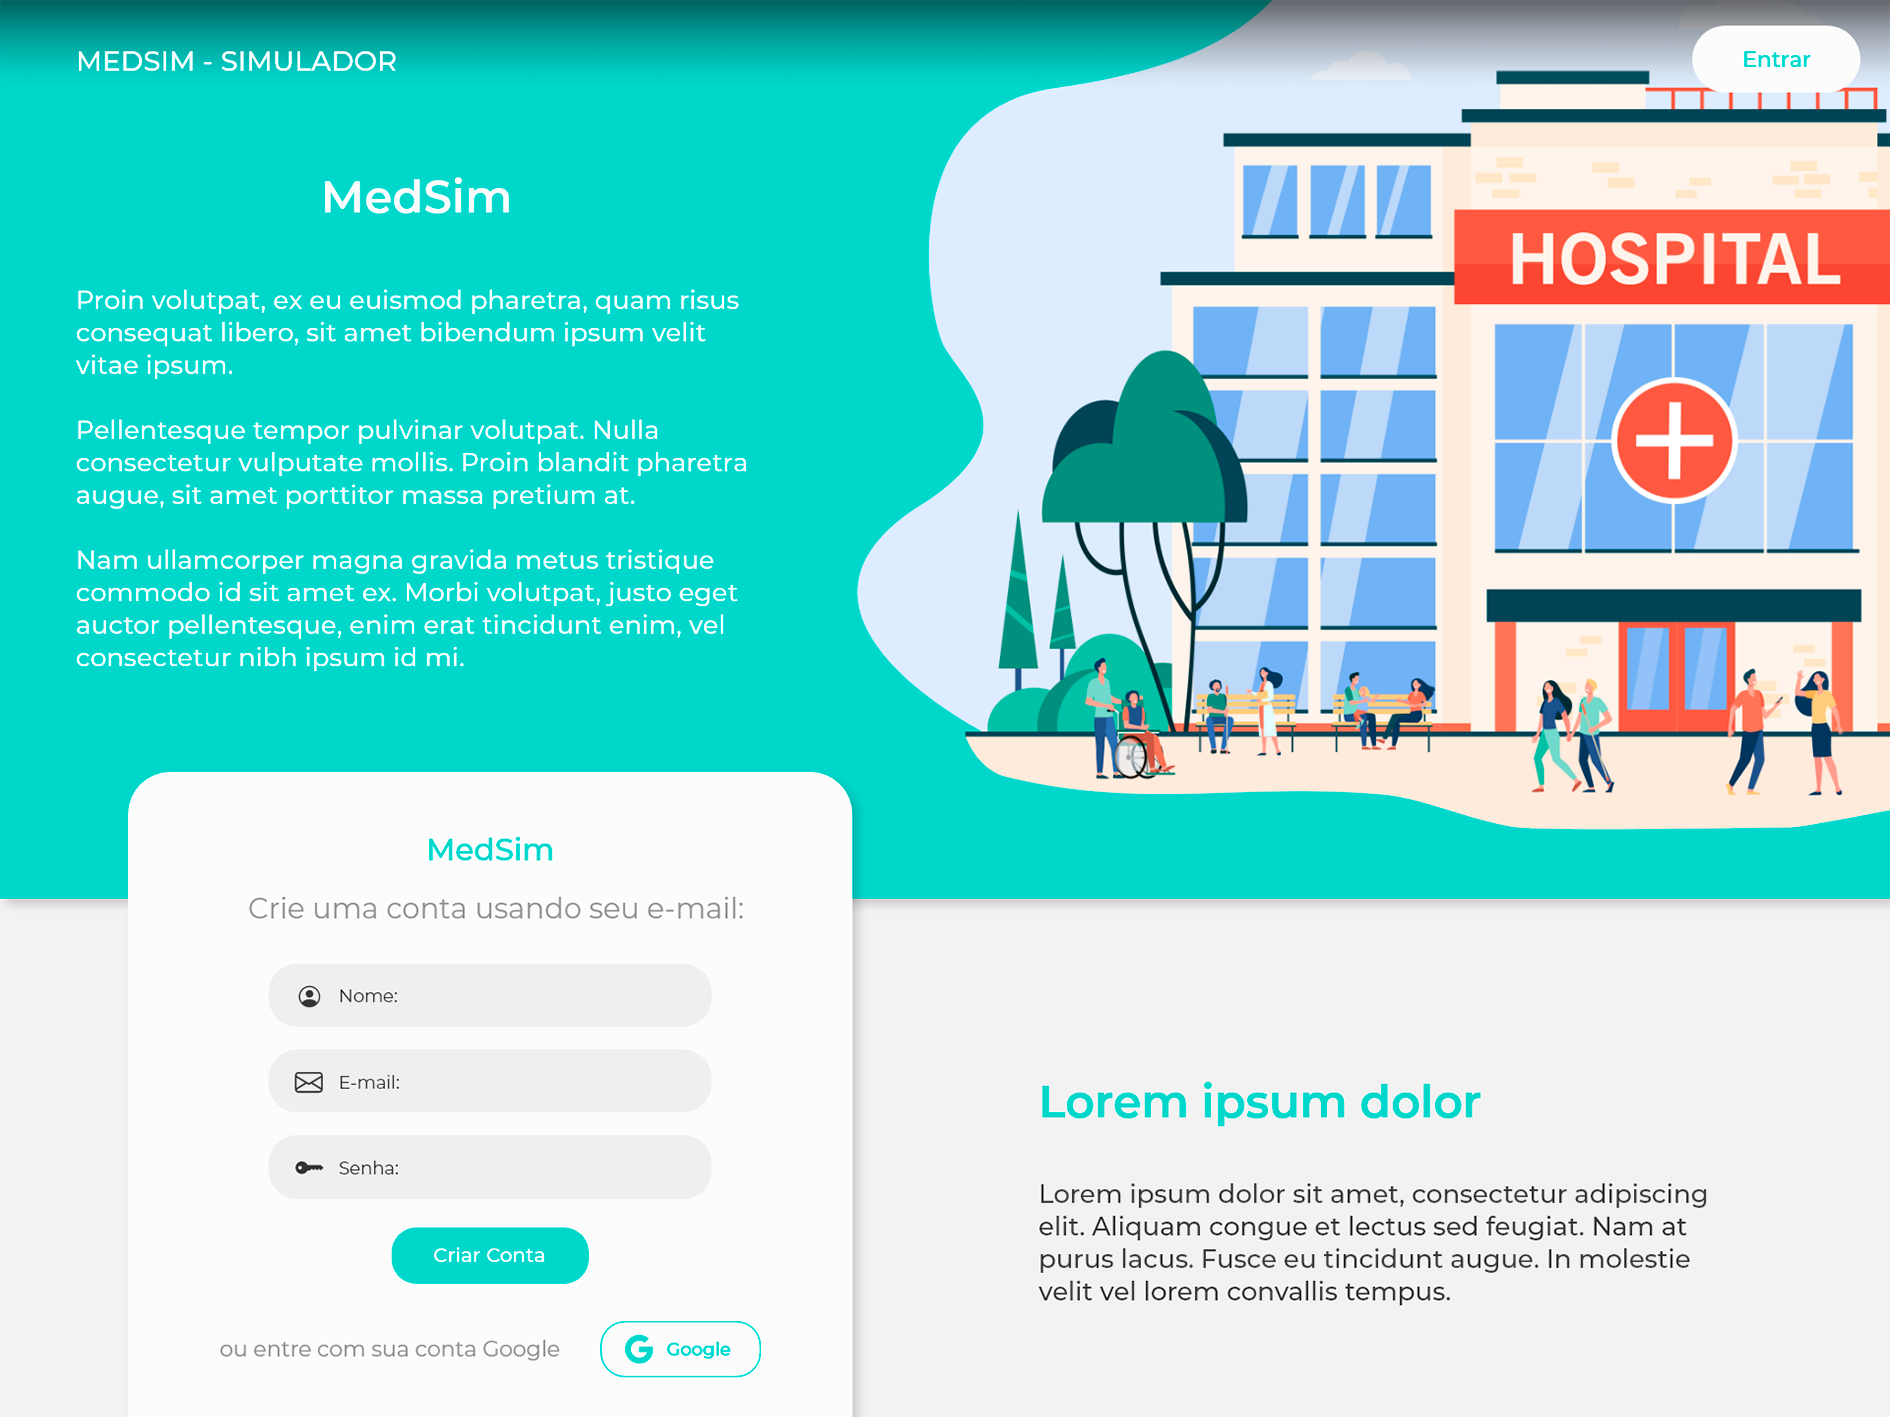 MEDSIM - SIMULADOR
Entrar
MedSim
Proin volutpat, ex eu euismod pharetra, quam risus
consequat libero, sit amet bibendum ipsum velit
vitae ipsum.
Pellentesque tempor pulvinar volutpat. Nulla
consectetur vulputate mollis. Proin blandit pharetra
augue, sit amet porttitor massa pretium at.
Nam ullamcorper magna gravida metus tristique
commodo id sit amet ex. Morbi volutpat, justo eget
auctor pellentesque, enim erat tincidunt enim, vel
consectetur nibh ipsum id mi.
HOSPITAL
MedSim
Crie uma conta usando seu e-mail:
Nome:
E-mail:
Senha:
Criar Conta
ou entre com sua conta Google
Google
Lorem ipsum dolor
Lorem ipsum dolor sit amet, consectetur adipiscing
elit. Aliquam congue et lectus sed feugiat. Nam at
purus lacus. Fusce eu tincidunt augue. In molestie
velit vel lorem convallis tempus.